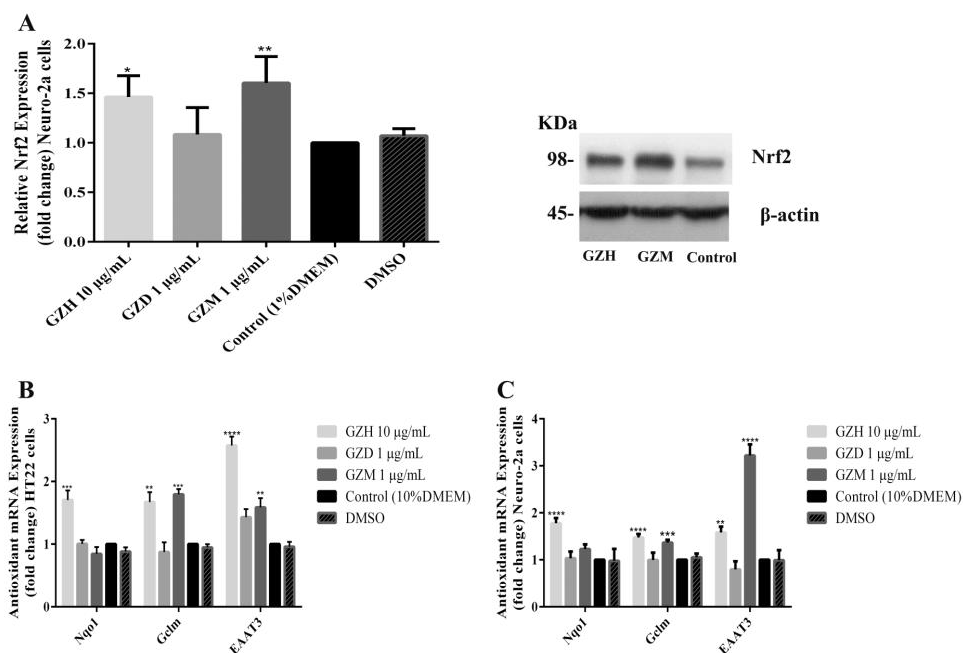 A
Relative Nrf2 Expression
(fold change) Neuro-2a cells
2.0
1.5
1.0
0.5
0.0
*
**
GZH 10 µg/mL
GZD 1 µg/mL
GZM 1 µg/mL
Control (1%DMEM)
DMSO
KDa
98-
Nrf2
45-
β-actin
GZH GZM Control
B
Antioxidant mRNA Expression
(fold change) HT22 cells
3
2
1
0
***
**
***
****
**
Nqo1
Gclm
EAAT3
GZH 10 µg/mL
GZD 1 µg/mL
GZM 1 µg/mL
Control (10%DMEM)
DMSO
C
Antioxidant mRNA Expression
(fold change) Neuro-2a cells
4
3
2
1
0
****
****
***
**
****
Nqo1
Gclm
EAAT3
GZH 10 µg/mL
GZD 1 µg/mL
GZM 1 µg/mL
Control (10%DMEM)
DMSO